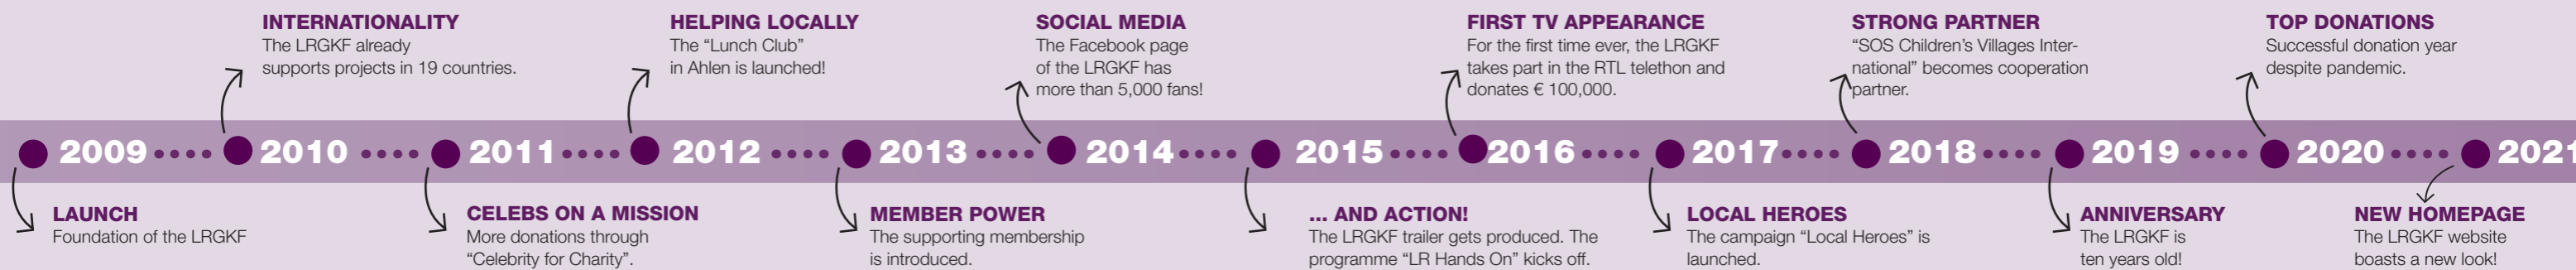 INTERNATIONALITY
The LRGKF already
supports projects in 19 countries.
HELPING LOCALLY
The “Lunch Club”
in Ahlen is launched!
SOCIAL MEDIA
The Facebook page
of the LRGKF has
more than 5,000 fans!
FIRST TV APPEARANCE
For the first time ever, the LRGKF
takes part in the RTL telethon and
donates € 100,000.
STRONG PARTNER
“SOS Children’s Villages Inter-
national” becomes cooperation
partner.
TOP DONATIONS
Successful donation year
despite pandemic.
2009 2010 2011 2012 2013 2014 2015 2016 2017 2018 2019 2020 2021
LAUNCH
Foundation of the LRGKF
CELEBS ON A MISSION
More donations through
“Celebrity for Charity”.
MEMBER POWER
The supporting membership
is introduced.
... AND ACTION!
The LRGKF trailer gets produced. The
programme “LR Hands On” kicks off.
LOCAL HEROES
The campaign “Local Heroes” is
launched.
ANNIVERSARY
The LRGKF is
ten years old!
NEW HOMEPAGE
The LRGKF website
boasts a new look!